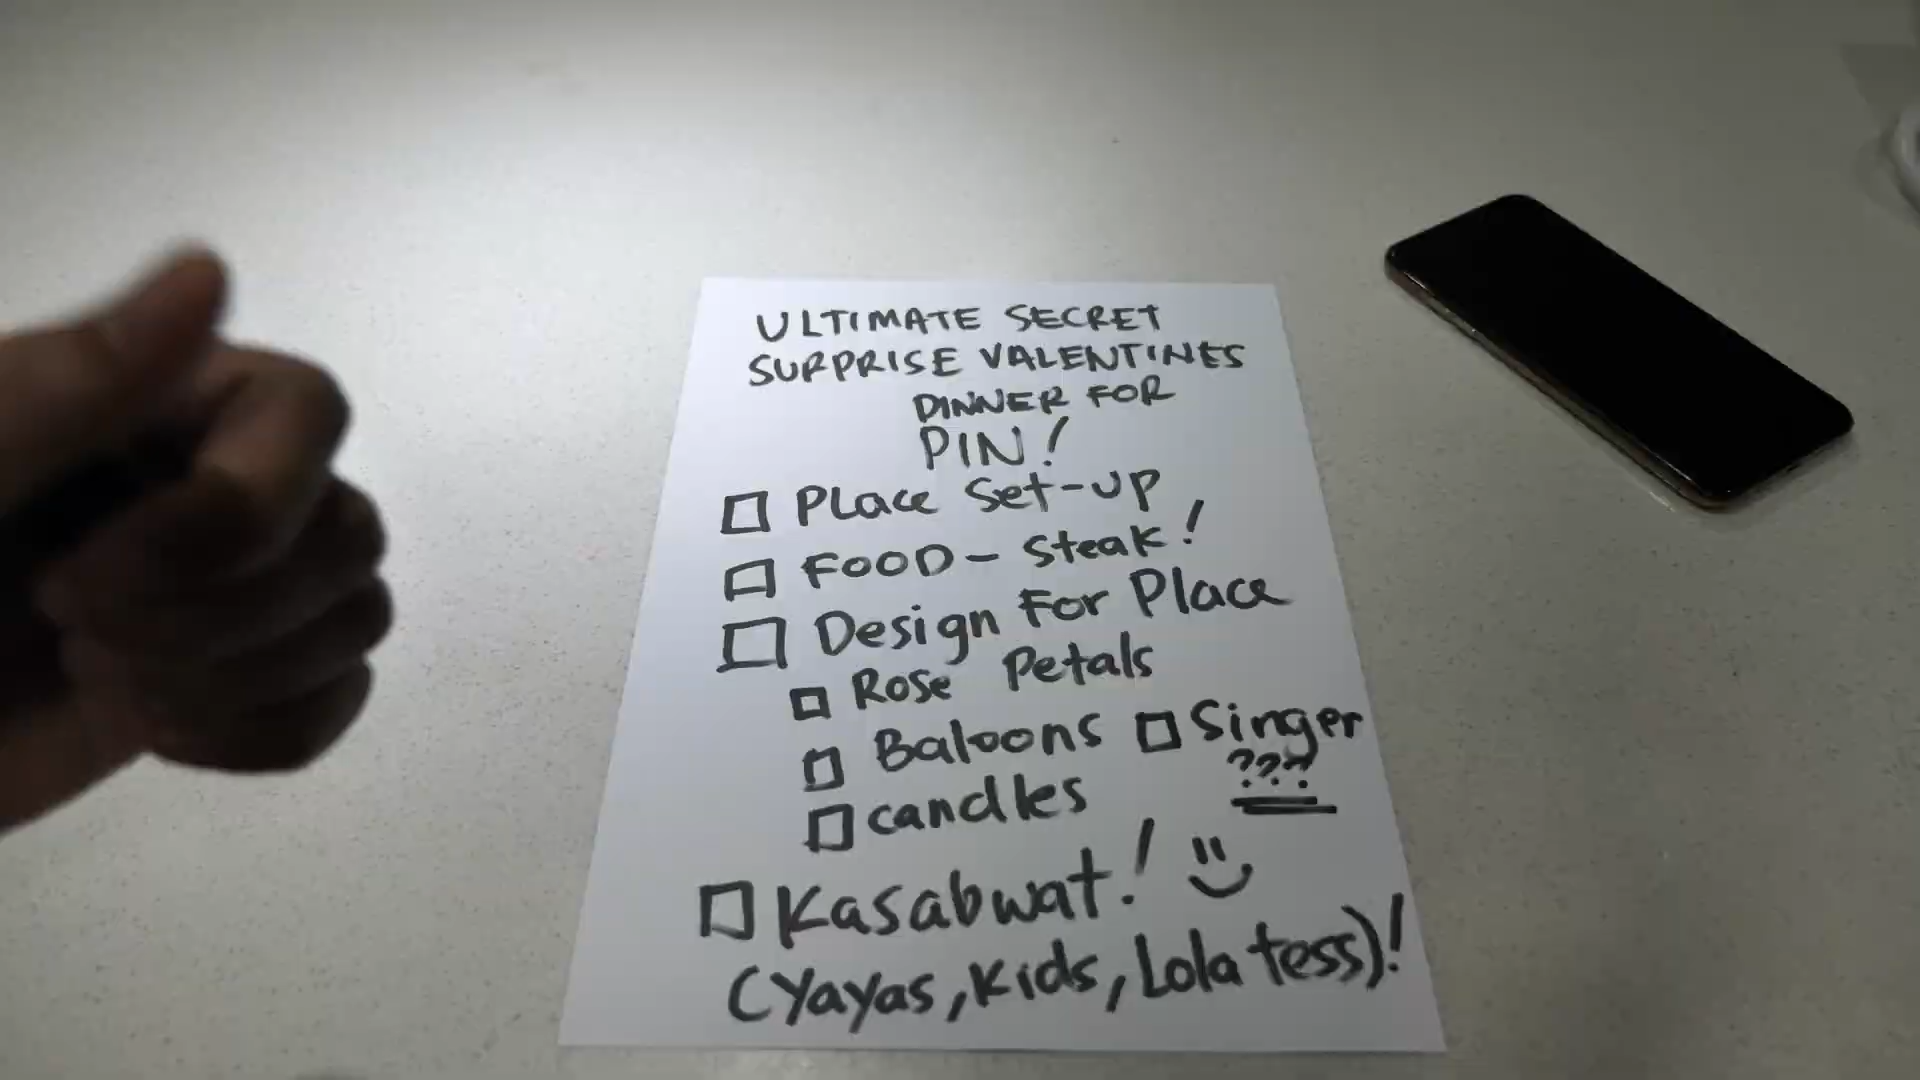 ULTIMATE SECRET
SURPRISE VALENTINES
DINNER FOR
PIN!
Place Set-up
FOOD - Steak!
Design For Place
Rose Petals
Baloons Singer
???
candles
Kasabwat!
(Yayas, Kids, Lola tess)!